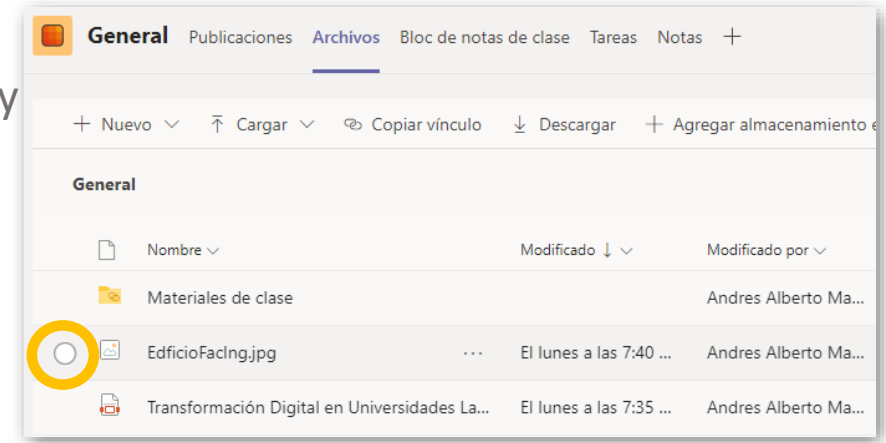 General Publicaciones Archivos Bloc de notas de clase Tareas Notas +
y
+ Nuevo Cargar Copiar vínculo Descargar + Agregar almacenamiento e
General
Nombre Modificado ↓ Modificado por
Materiales de clase Andres Alberto Ma...
EdficioFacIng.jpg ... El lunes a las 7:40 ... Andres Alberto Ma...
Transformación Digital en Universidades La... El lunes a las 7:35 ... Andres Alberto Ma...